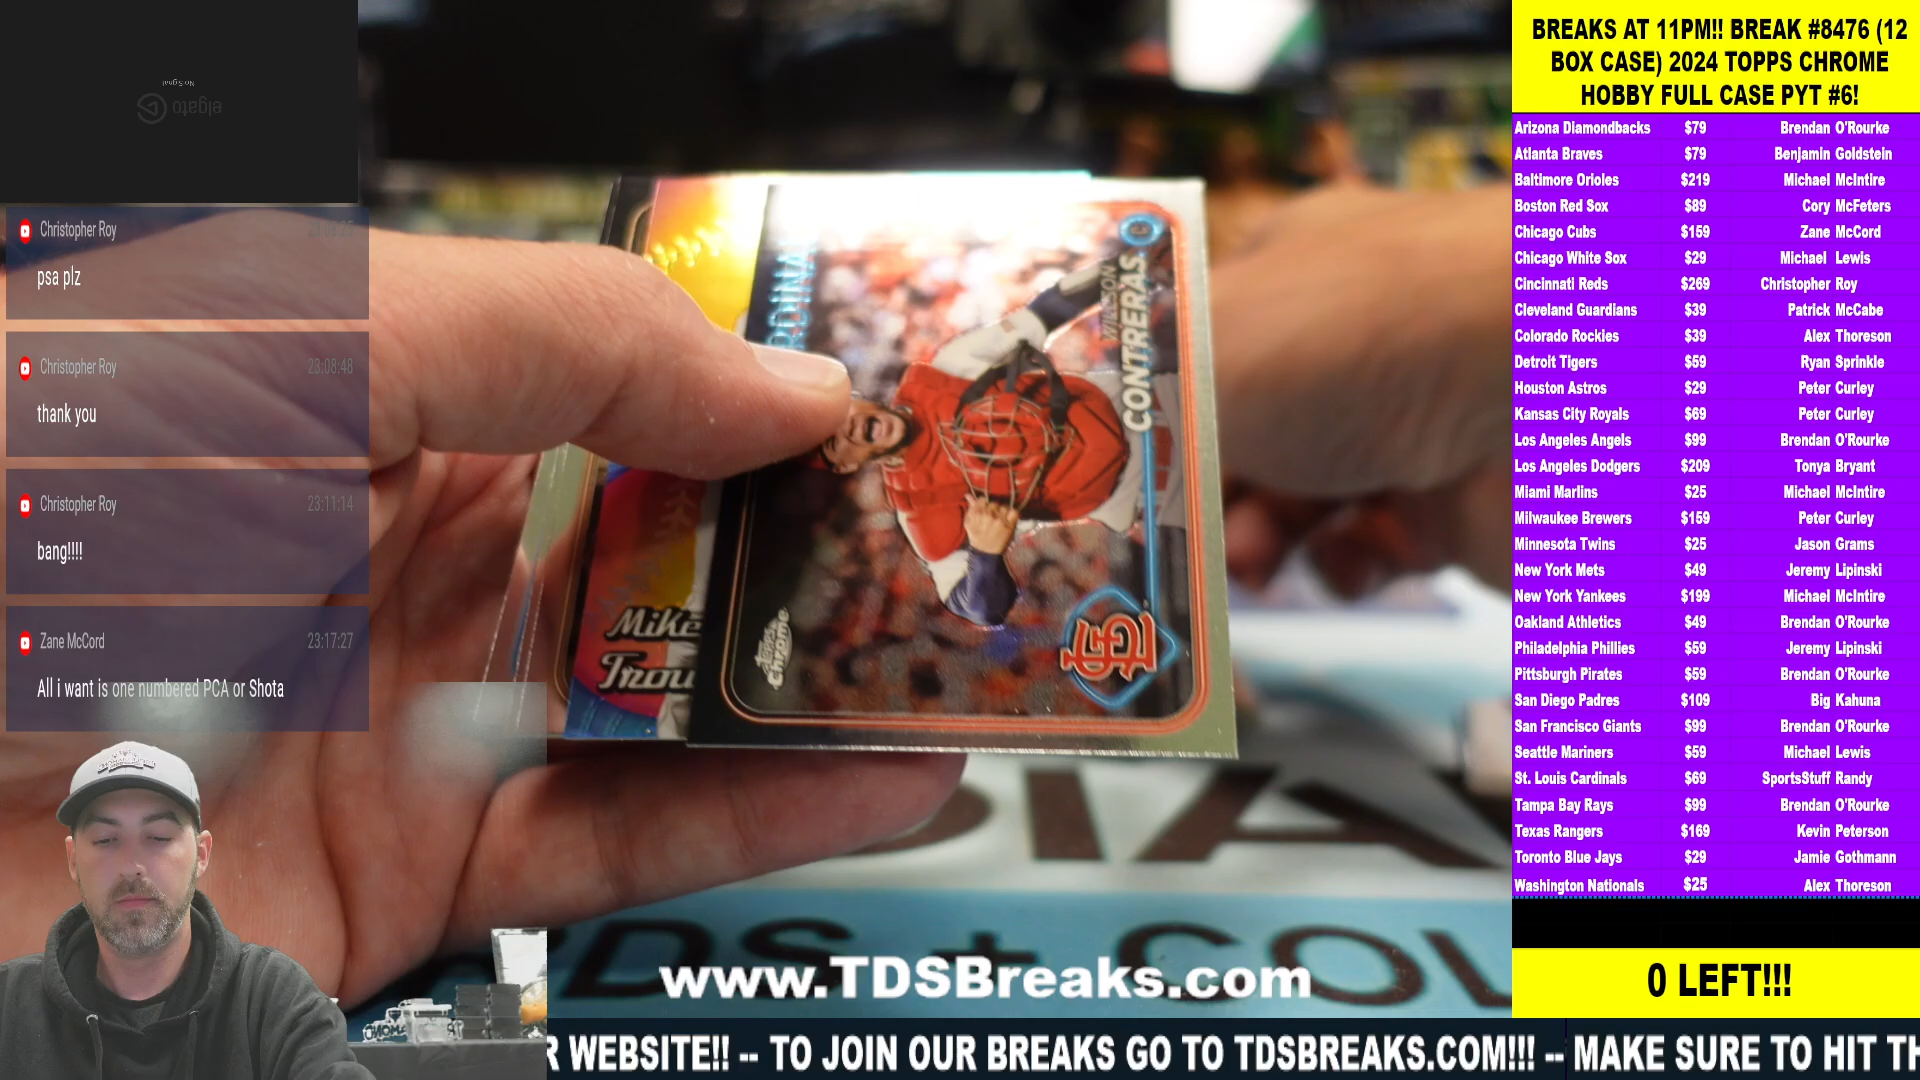 No Signal
elgato
Christopher Roy
psa plz
Christopher Roy 23:08:48
thank you
Christopher Roy 23:11:14
bang!!!!
Zane McCord 23:17:27
All i want is one numbered PCA or Shota
WILLSON
CONTRERAS
Topps
Chrome
Mike
BREAKS AT 11PM!! BREAK #8476 (12
BOX CASE) 2024 TOPPS CHROME
HOBBY FULL CASE PYT #6!
Arizona Diamondbacks $79 Brendan O'Rourke
Atlanta Braves $79 Benjamin Goldstein
Baltimore Orioles $219 Michael McIntire
Boston Red Sox $89 Cory McFeters
Chicago Cubs $159 Zane McCord
Chicago White Sox $29 Michael Lewis
Cincinnati Reds $269 Christopher Roy
Cleveland Guardians $39 Patrick McCabe
Colorado Rockies $39 Alex Thoreson
Detroit Tigers $59 Ryan Sprinkle
Houston Astros $29 Peter Curley
Kansas City Royals $69 Peter Curley
Los Angeles Angels $99 Brendan O'Rourke
Los Angeles Dodgers $209 Tonya Bryant
Miami Marlins $25 Michael McIntire
Milwaukee Brewers $159 Peter Curley
Minnesota Twins $25 Jason Grams
New York Mets $49 Jeremy Lipinski
New York Yankees $199 Michael McIntire
Oakland Athletics $49 Brendan O'Rourke
Philadelphia Phillies $59 Jeremy Lipinski
Pittsburgh Pirates $59 Brendan O'Rourke
San Diego Padres $109 Big Kahuna
San Francisco Giants $99 Brendan O'Rourke
Seattle Mariners $59 Michael Lewis
St. Louis Cardinals $69 SportsStuff Randy
Tampa Bay Rays $99 Brendan O'Rourke
Texas Rangers $169 Kevin Peterson
Toronto Blue Jays $29 Jamie Gothmann
Washington Nationals $25 Alex Thoreson
0 LEFT!!!
www.TDSBreaks.com
R WEBSITE!! -- TO JOIN OUR BREAKS GO TO TDSBREAKS.COM!!! -- MAKE SURE TO HIT TH